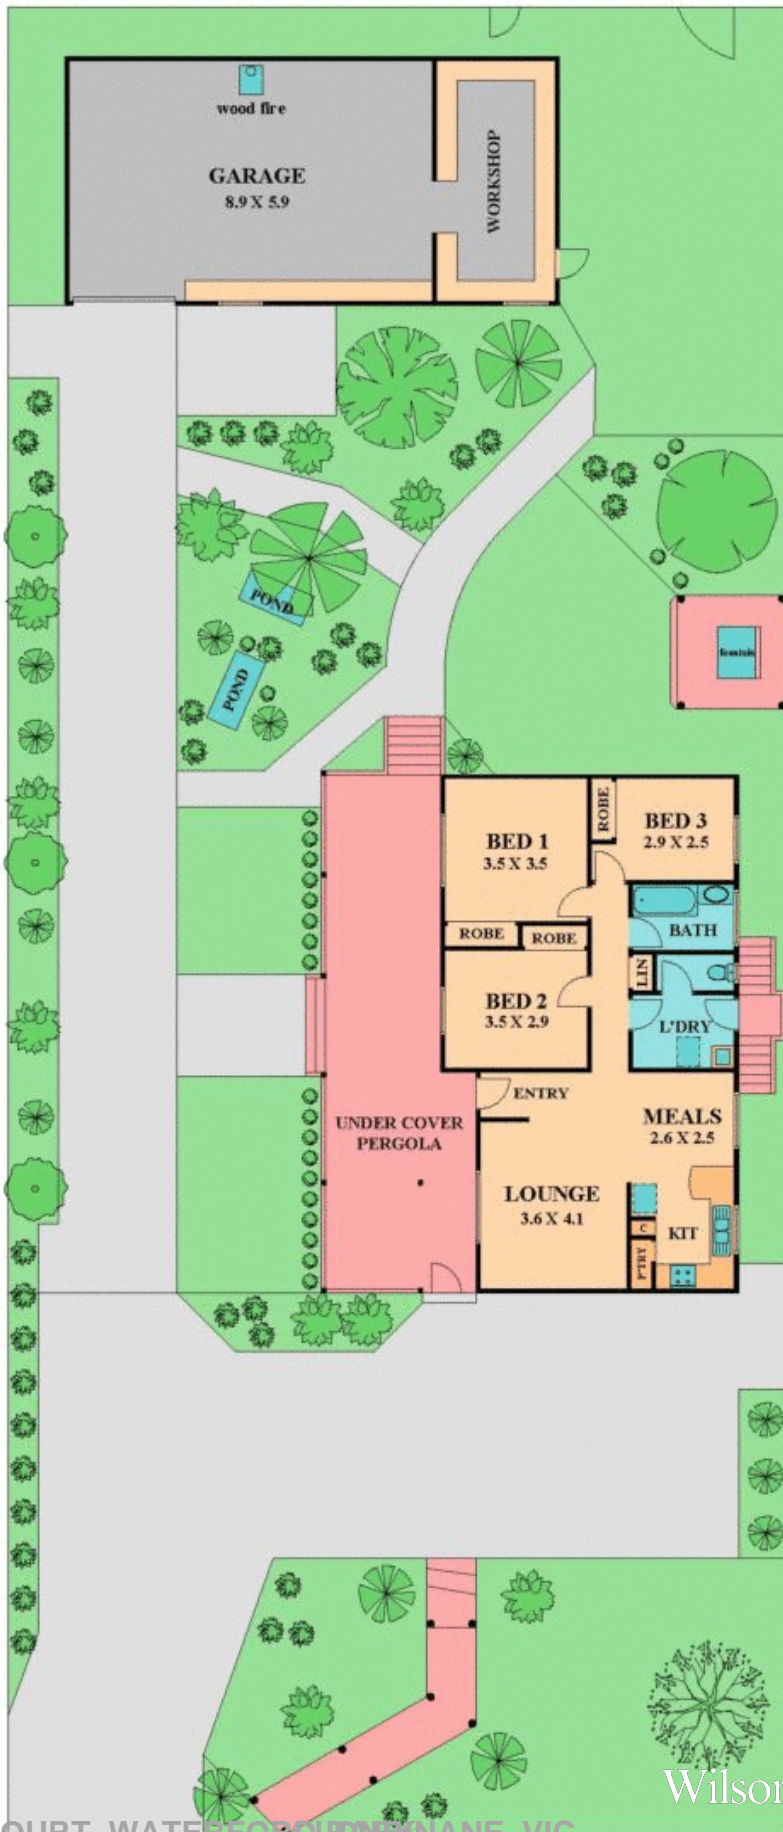 wood fire
GARAGE
8.9 X 5.9
WORKSHOP
POND
POND
fountain
BED 1
3.5 X 3.5
ROBE
BED 3
2.9 X 2.5
ROBE
ROBE
BATH
BED 2
3.5 X 2.9
LIN
L'DRY
ENTRY
UNDER COVER
PERGOLA
MEALS
2.6 X 2.5
LOUNGE
3.6 X 4.1
C
KIT
P'TRY
Wilson